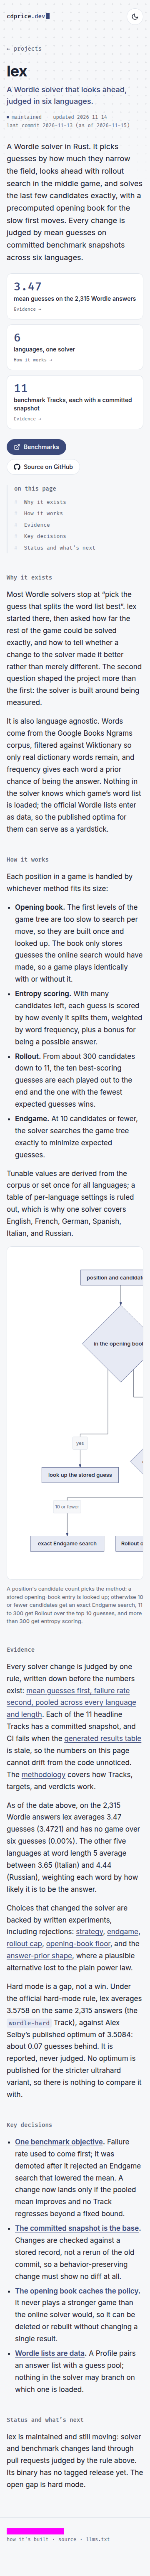 cdprice.dev
← projects
lex
A Wordle solver that looks ahead,
judged in six languages.
maintained updated 2026-11-14
last commit 2026-11-13 (as of 2026-11-15)
A Wordle solver in Rust. It picks
guesses by how much they narrow
the field, looks ahead with rollout
search in the middle game, and solves
the last few candidates exactly, with a
precomputed opening book for the
slow first moves. Every change is
judged by mean guesses on
committed benchmark snapshots
across six languages.
3.47
mean guesses on the 2,315 Wordle answers
Evidence →
6
languages, one solver
How it works →
11
benchmark Tracks, each with a committed
snapshot
Evidence →
Benchmarks
Source on GitHub
on this page
Why it exists
How it works
Evidence
Key decisions
Status and what's next
Why it exists
Most Wordle solvers stop at “pick the
guess that splits the word list best”. lex
started there, then asked how far the
rest of the game could be solved
exactly, and how to tell whether a
change to the solver made it better
rather than merely different. The second
question shaped the project more than
the first: the solver is built around being
measured.
It is also language agnostic. Words
come from the Google Books Ngrams
corpus, filtered against Wiktionary so
only real dictionary words remain, and
frequency gives each word a prior
chance of being the answer. Nothing in
the solver knows which game’s word list
is loaded; the official Wordle lists enter
as data, so the published optima for
them can serve as a yardstick.
How it works
Each position in a game is handled by
whichever method fits its size:
• Opening book. The first levels of the
game tree are too slow to search per
move, so they are built once and
looked up. The book only stores
guesses the online search would have
made, so a game plays identically
with or without it.
• Entropy scoring. With many
candidates left, each guess is scored
by how evenly it splits them, weighted
by word frequency, plus a bonus for
being a possible answer.
• Rollout. From about 300 candidates
down to 11, the ten best-scoring
guesses are each played out to the
end and the one with the fewest
expected guesses wins.
• Endgame. At 10 candidates or fewer,
the solver searches the game tree
exactly to minimize expected
guesses.
Tunable values are derived from the
corpus or set once for all languages; a
table of per-language settings is ruled
out, which is why one solver covers
English, French, German, Spanish,
Italian, and Russian.
position and candidat
in the opening boo
yes
look up the stored guess
10 or fewer
exact Endgame search
Rollout o
A position's candidate count picks the method: a
stored opening-book entry is looked up; otherwise 10
or fewer candidates get an exact Endgame search, 11
to 300 get Rollout over the top 10 guesses, and more
than 300 get entropy scoring.
Evidence
Every solver change is judged by one
rule, written down before the numbers
exist: mean guesses first, failure rate
second, pooled across every language
and length. Each of the 11 headline
Tracks has a committed snapshot, and
CI fails when the generated results table
is stale, so the numbers on this page
cannot drift from the code unnoticed.
The methodology covers how Tracks,
targets, and verdicts work.
As of the date above, on the 2,315
Wordle answers lex averages 3.47
guesses (3.4721) and has no game over
six guesses (0.00%). The other five
languages at word length 5 average
between 3.65 (Italian) and 4.44
(Russian), weighting each word by how
likely it is to be the answer.
Choices that changed of the solver are
backed by written experiments,
including rejections: strategy, endgame,
rollout cap, opening-book floor, and the
answer-prior shape, where a plausible
alternative lost to the plain power law.
Hard mode is a gap, not a win. Under
the official hard-mode rule, lex averages
3.5758 on the same 2,315 answers (the
wordle-hard Track), against Alex
Selby’s published optimum of 3.5084:
about 0.07 guesses behind. It is
reported, never judged. No optimum is
published for the stricter ultrahard
variant, so there is nothing to compare it
with.
Key decisions
• One benchmark objective. Failure
rate used to come first; it was
demoted after it rejected an Endgame
search that lowered the mean. A
change now lands only if the pooled
mean improves and no Track
regresses beyond a fixed bound.
• The committed snapshot is the base.
Changes are checked against a
stored record, not a rerun of the old
commit, so a behavior-preserving
change must show no diff at all.
• The opening book caches the policy.
It never plays a stronger game than
the online solver would, so it can be
deleted or rebuilt without changing a
single result.
• Wordle lists are data. A Profile pairs
an answer list with a guess pool;
nothing in the solver may branch on
which one is loaded.
Status and what's next
lex is maintained and still moving: solver
and benchmark changes land through
pull requests judged by the rule above.
Its binary has no tagged release yet. The
open gap is hard mode.
how it's built · source · llms.txt